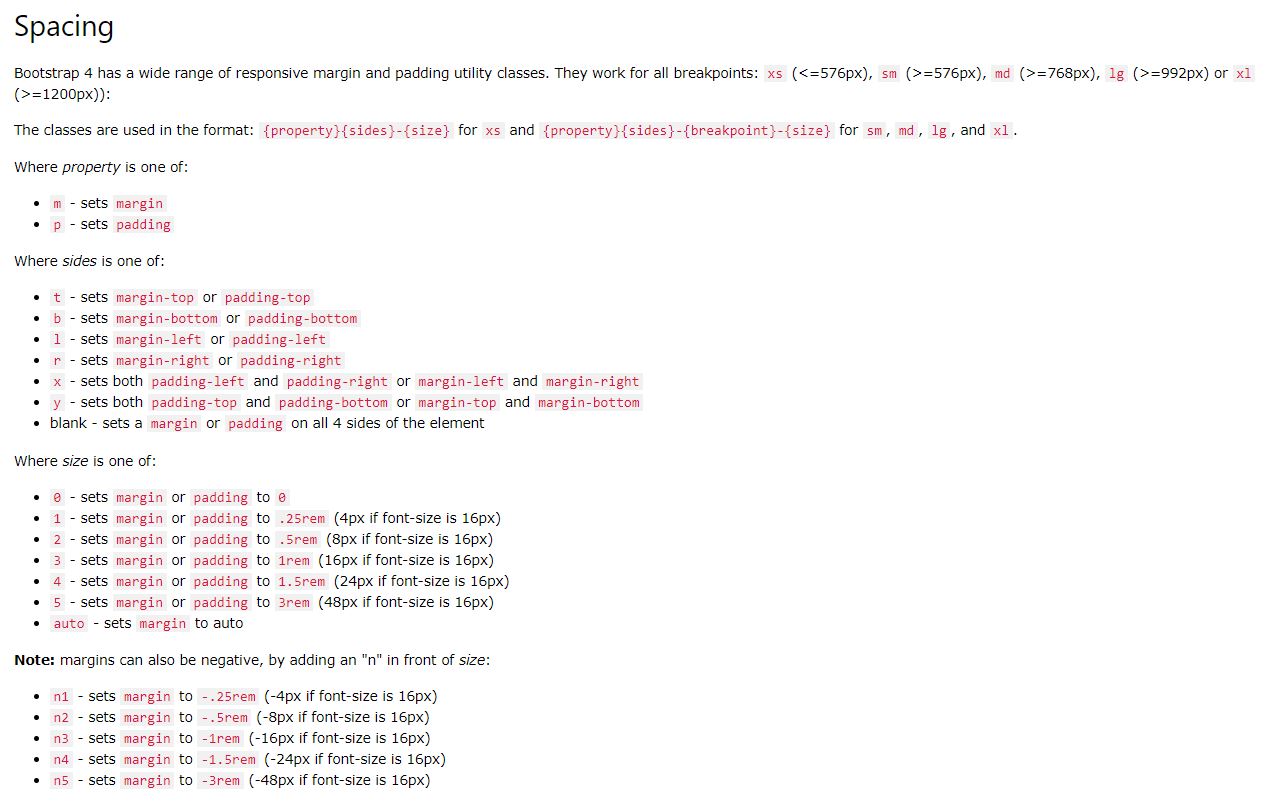 Spacing
Bootstrap 4 has a wide range of responsive margin and padding utility classes. They work for all breakpoints: xs (<=576px), sm (>=576px), md (>=768px), lg (>=992px) or xl
(>=1200px)):
The classes are used in the format: {property}{sides}-{size} for xs and {property}{sides}-{breakpoint}-{size} for sm, md, lg, and xl.
Where property is one of:
• m - sets margin
• p - sets padding
Where sides is one of:
• t - sets margin-top or padding-top
• b - sets margin-bottom or padding-bottom
• l - sets margin-left or padding-left
• r - sets margin-right or padding-right
• x - sets both padding-left and padding-right or margin-left and margin-right
• y - sets both padding-top and padding-bottom or margin-top and margin-bottom
• blank - sets a margin or padding on all 4 sides of the element
Where size is one of:
• 0 - sets margin or padding to 0
• 1 - sets margin or padding to .25rem (4px if font-size is 16px)
• 2 - sets margin or padding to .5rem (8px if font-size is 16px)
• 3 - sets margin or padding to 1rem (16px if font-size is 16px)
• 4 - sets margin or padding to 1.5rem (24px if font-size is 16px)
• 5 - sets margin or padding to 3rem (48px if font-size is 16px)
• auto - sets margin to auto
Note: margins can also be negative, by adding an "n" in front of size:
• n1 - sets margin to -.25rem (-4px if font-size is 16px)
• n2 - sets margin to -.5rem (-8px if font-size is 16px)
• n3 - sets margin to -1rem (-16px if font-size is 16px)
• n4 - sets margin to -1.5rem (-24px if font-size is 16px)
• n5 - sets margin to -3rem (-48px if font-size is 16px)